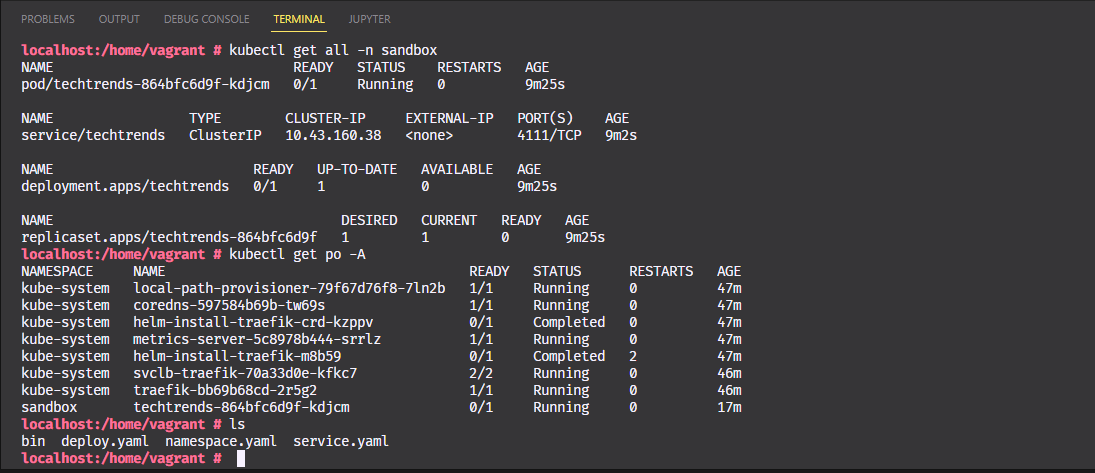 PROBLEMS OUTPUT DEBUG CONSOLE TERMINAL JUPYTER
localhost:/home/vagrant # kubectl get all -n sandbox
NAME READY STATUS RESTARTS AGE
pod/techtrends-864bfc6d9f-kdjcm 0/1 Running 0 9m25s
NAME TYPE CLUSTER-IP EXTERNAL-IP PORT(S) AGE
service/techtrends ClusterIP 10.43.160.38 <none> 4111/TCP 9m2s
NAME READY UP-TO-DATE AVAILABLE AGE
deployment.apps/techtrends 0/1 1 0 9m25s
NAME DESIRED CURRENT READY AGE
replicaset.apps/techtrends-864bfc6d9f 1 1 0 9m25s
localhost:/home/vagrant # kubectl get po -A
NAMESPACE NAME READY STATUS RESTARTS AGE
kube-system local-path-provisioner-79f67d76f8-7ln2b 1/1 Running 0 47m
kube-system coredns-597584b69b-tw69s 1/1 Running 0 47m
kube-system helm-install-traefik-crd-kzppv 0/1 Completed 0 47m
kube-system metrics-server-5c8978b444-srrlz 1/1 Running 0 47m
kube-system helm-install-traefik-m8b59 0/1 Completed 2 47m
kube-system svclb-traefik-70a33d0e-kfkc7 2/2 Running 0 46m
kube-system traefik-bb69b68cd-2r5g2 1/1 Running 0 46m
sandbox techtrends-864bfc6d9f-kdjcm 0/1 Running 0 17m
localhost:/home/vagrant # ls
bin deploy.yaml namespace.yaml service.yaml
localhost:/home/vagrant #